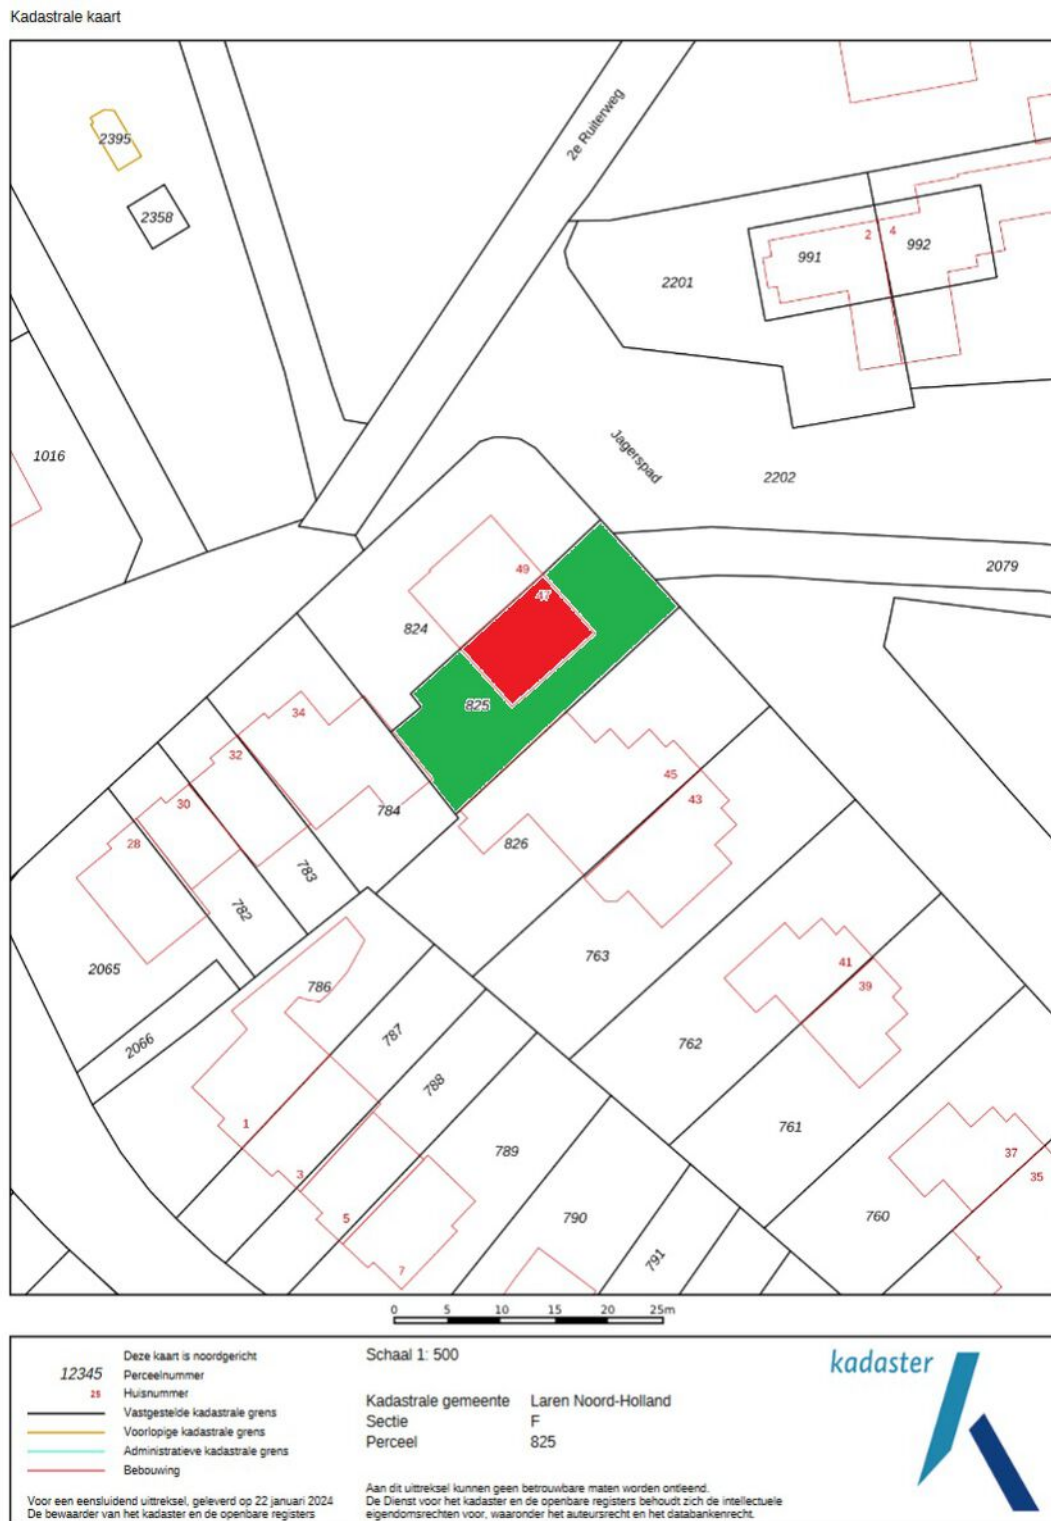 Kadastrale kaart
2395
2e Ruiterweg
2358
2
4
991
992
2201
1016
Jagerspad
2202
49
47
2079
824
825
34
32
30
28
784
45
43
826
783
782
2065
763
41
39
786
2066
787
762
788
1
761
789
3
37
35
5
790
760
791
7
0 5 10 15 20 25m
Deze kaart is noordgericht
12345 Perceelnummer
25 Huisnummer
Vastgestelde kadastrale grens
Voorlopige kadastrale grens
Administratieve kadastrale grens
Bebouwing
Voor een eensluidend uittreksel, geleverd op 22 januari 2024
De bewaarder van het kadaster en de openbare registers
Schaal 1: 500
Kadastrale gemeente Laren Noord-Holland
Sectie F
Perceel 825
Aan dit uittreksel kunnen geen betrouwbare maten worden ontleend.
De Dienst voor het kadaster en de openbare registers behoudt zich de intellectuele
eigendomsrechten voor, waaronder het auteursrecht en het databankenrecht.
kadaster